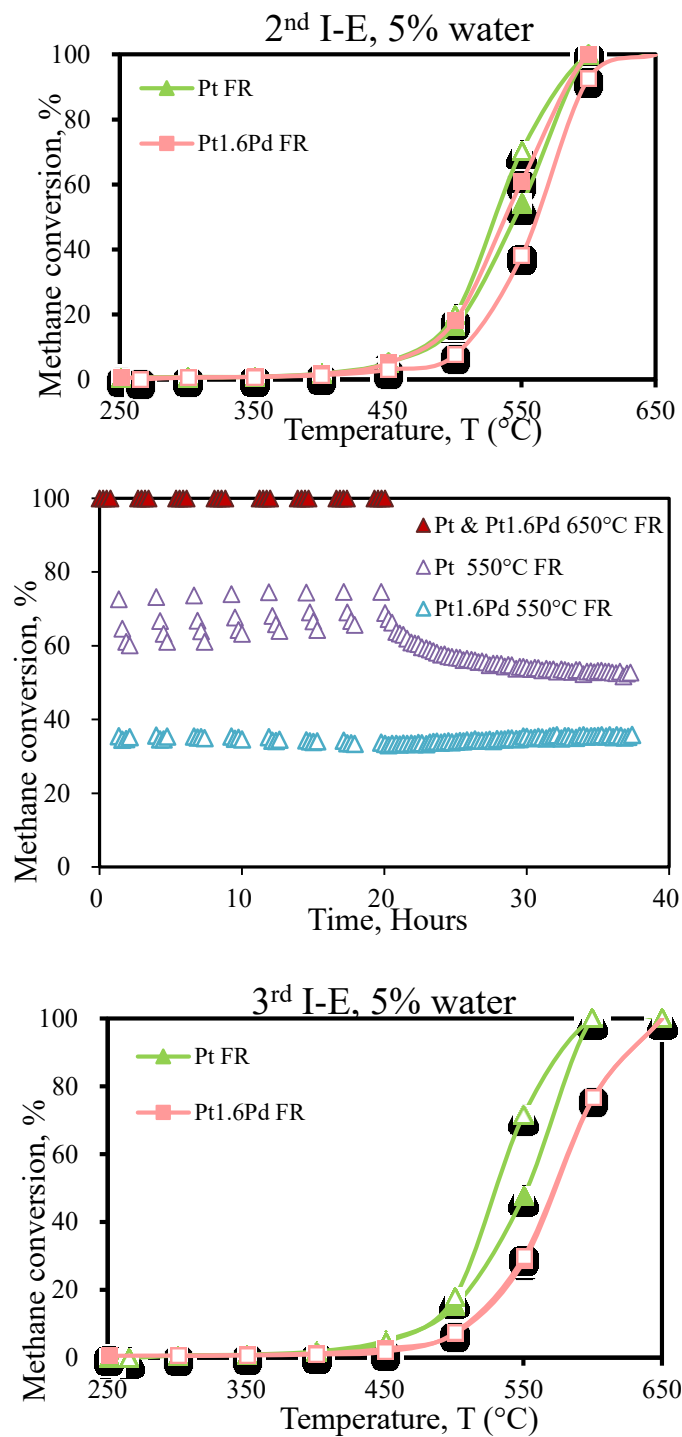 2nd I-E, 5% water
100
80
60
40
20
0
Methane conversion, %
Pt FR
Pt1.6Pd FR
250
350
450
550
650
Temperature, T (°C)
100
80
60
40
20
0
Methane conversion, %
Pt & Pt1.6Pd 650°C FR
Pt 550°C FR
Pt1.6Pd 550°C FR
0
10
20
30
40
Time, Hours
3rd I-E, 5% water
100
80
60
40
20
0
Methane conversion, %
Pt FR
Pt1.6Pd FR
250
350
450
550
650
Temperature, T (°C)